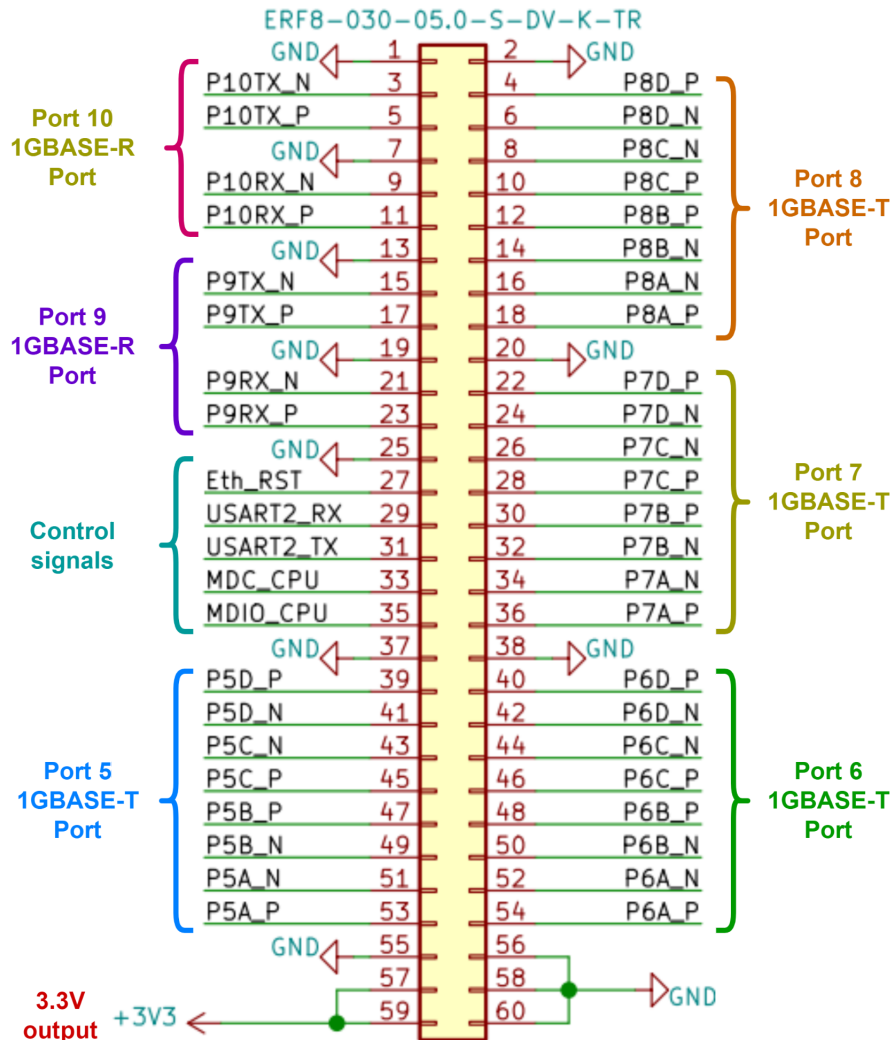 ERF8-030-05.0-S-DV-K-TR
GND 1 2 GND
P10TX_N 3 4 P8D_P
P10TX_P 5 6 P8D_N
GND 7 8 P8C_N
P10RX_N 9 10 P8C_P
P10RX_P 11 12 P8B_P
GND 13 14 P8B_N
P9TX_N 15 16 P8A_N
P9TX_P 17 18 P8A_P
GND 19 20 GND
P9RX_N 21 22 P7D_P
P9RX_P 23 24 P7D_N
GND 25 26 P7C_N
Eth_RST 27 28 P7C_P
USART2_RX 29 30 P7B_P
USART2_TX 31 32 P7B_N
MDC_CPU 33 34 P7A_N
MDIO_CPU 35 36 P7A_P
GND 37 38 GND
P5D_P 39 40 P6D_P
P5D_N 41 42 P6D_N
P5C_N 43 44 P6C_N
P5C_P 45 46 P6C_P
P5B_P 47 48 P6B_P
P5B_N 49 50 P6B_N
P5A_N 51 52 P6A_N
P5A_P 53 54 P6A_P
GND 55 56
57 58 GND
+3V3 59 60
Port 10
1GBASE-R
Port
Port 9
1GBASE-R
Port
Control
signals
Port 5
1GBASE-T
Port
3.3V
output
Port 8
1GBASE-T
Port
Port 7
1GBASE-T
Port
Port 6
1GBASE-T
Port